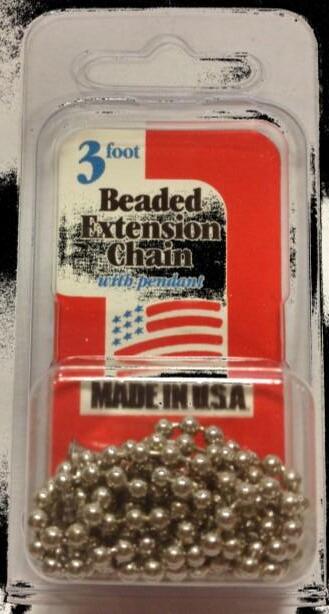 3 foot
Beaded
Extension
Chain
with pendant
MADE IN U.S.A.